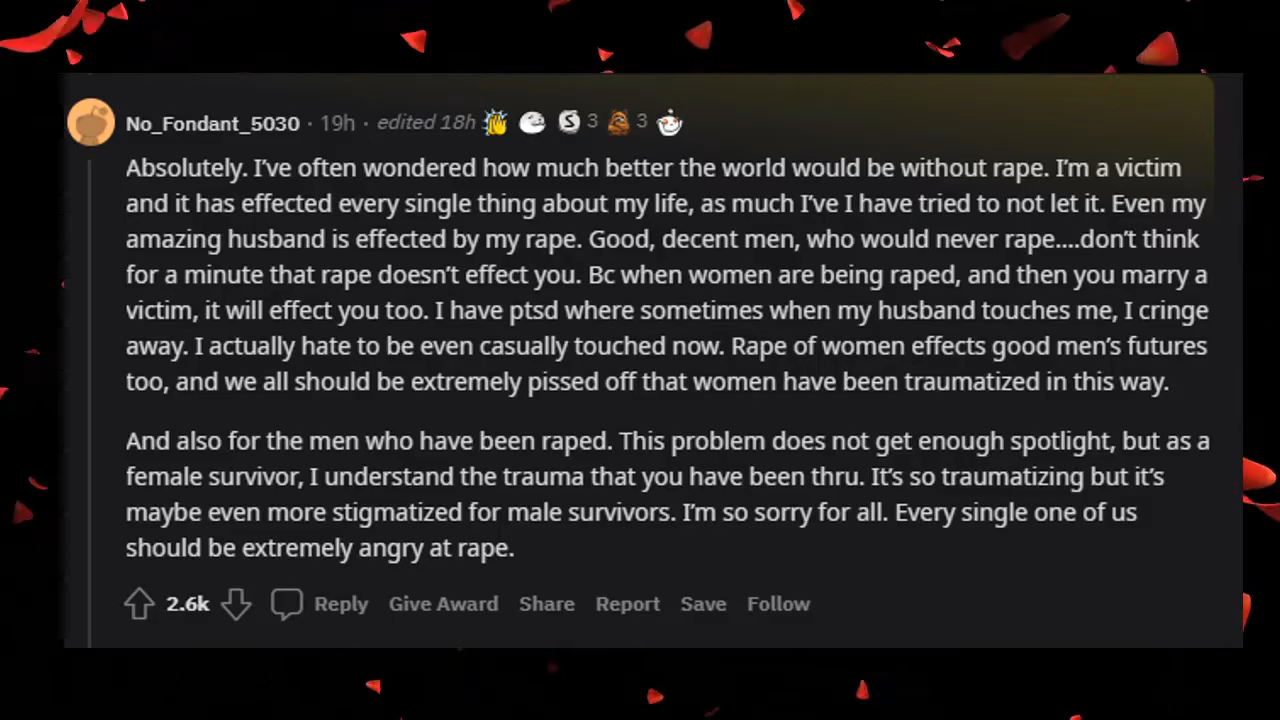 No_Fondant_5030 · 19h · edited 18h 3 3
Absolutely. I've often wondered how much better the world would be without rape. I'm a victim
and it has effected every single thing about my life, as much I've I have tried to not let it. Even my
amazing husband is effected by my rape. Good, decent men, who would never rape....don't think
for a minute that rape doesn't effect you. Bc when women are being raped, and then you marry a
victim, it will effect you too. I have ptsd where sometimes when my husband touches me, I cringe
away. I actually hate to be even casually touched now. Rape of women effects good men's futures
too, and we all should be extremely pissed off that women have been traumatized in this way.
And also for the men who have been raped. This problem does not get enough spotlight, but as a
female survivor, I understand the trauma that you have been thru. It's so traumatizing but it's
maybe even more stigmatized for male survivors. I'm so sorry for all. Every single one of us
should be extremely angry at rape.
2.6k Reply Give Award Share Report Save Follow